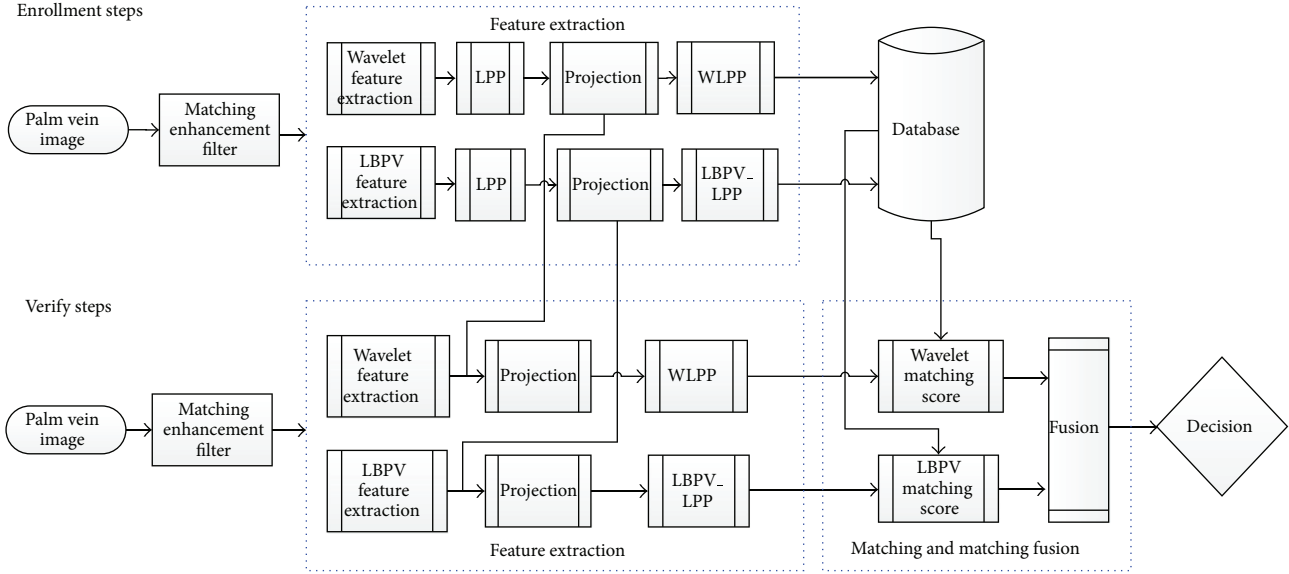 Enrollment steps
Feature extraction
Palm vein
image
Matching
enhancement
filter
Wavelet
feature
extraction
LPP
Projection
WLPP
LBPV
feature
extraction
LPP
Projection
LBPV_
LPP
Database
Verify steps
Palm vein
image
Matching
enhancement
filter
Wavelet
feature
extraction
Projection
WLPP
LBPV
feature
extraction
Projection
LBPV_
LPP
Feature extraction
Wavelet
matching
score
LBPV
matching
score
Fusion
Matching and matching fusion
Decision